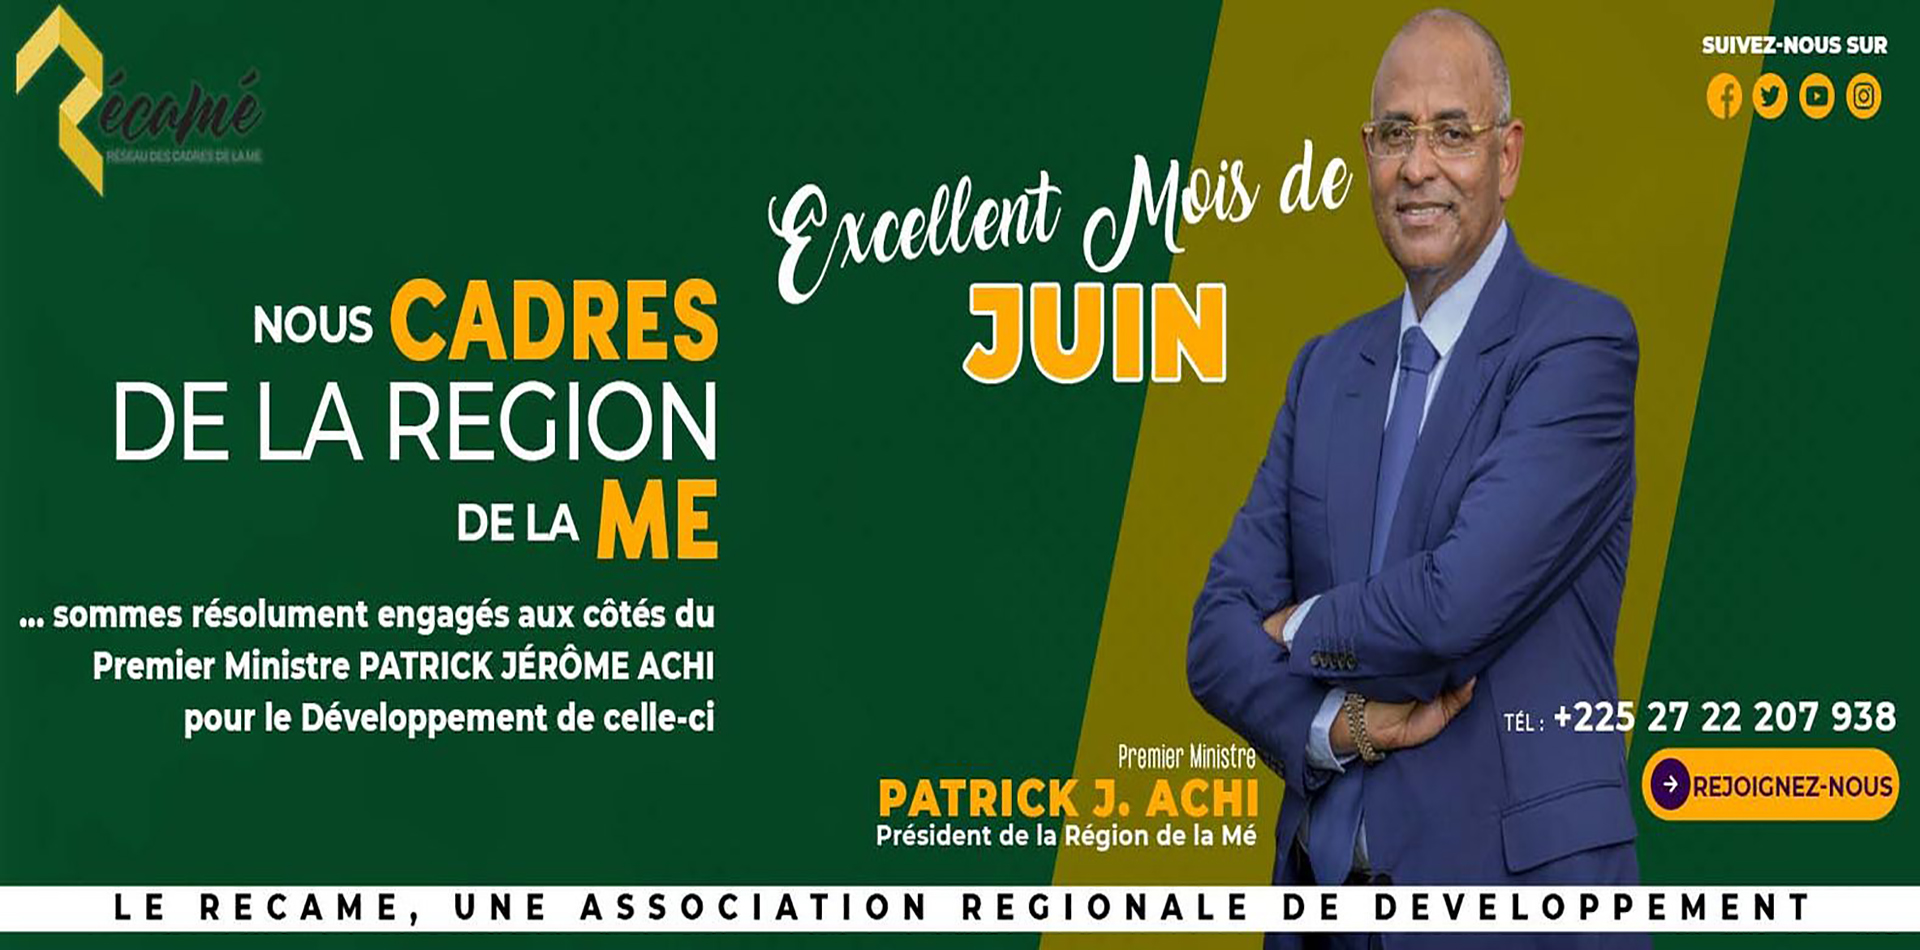 Récamé
RÉSEAU DES CADRES DE LA MÉ
SUIVEZ-NOUS SUR
Excellent Mois de
JUIN
NOUS CADRES
DE LA REGION
DE LA ME
... sommes résolument engagés aux côtés du
Premier Ministre PATRICK JÉRÔME ACHI
pour le Développement de celle-ci
Premier Ministre
PATRICK J. ACHI
Président de la Région de la Mé
TÉL : +225 27 22 207 938
REJOIGNEZ-NOUS
LE RECAME, UNE ASSOCIATION REGIONALE DE DEVELOPPEMENT